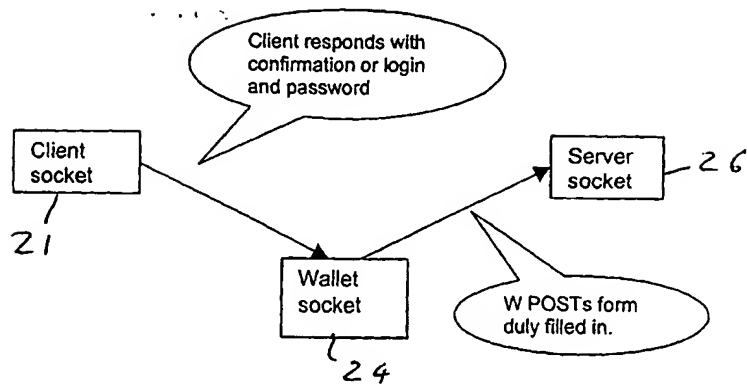 Client responds with
confirmation or login
and password
Client
socket
21
Server
socket
26
Wallet
socket
24
W POSTs form
duly filled in.